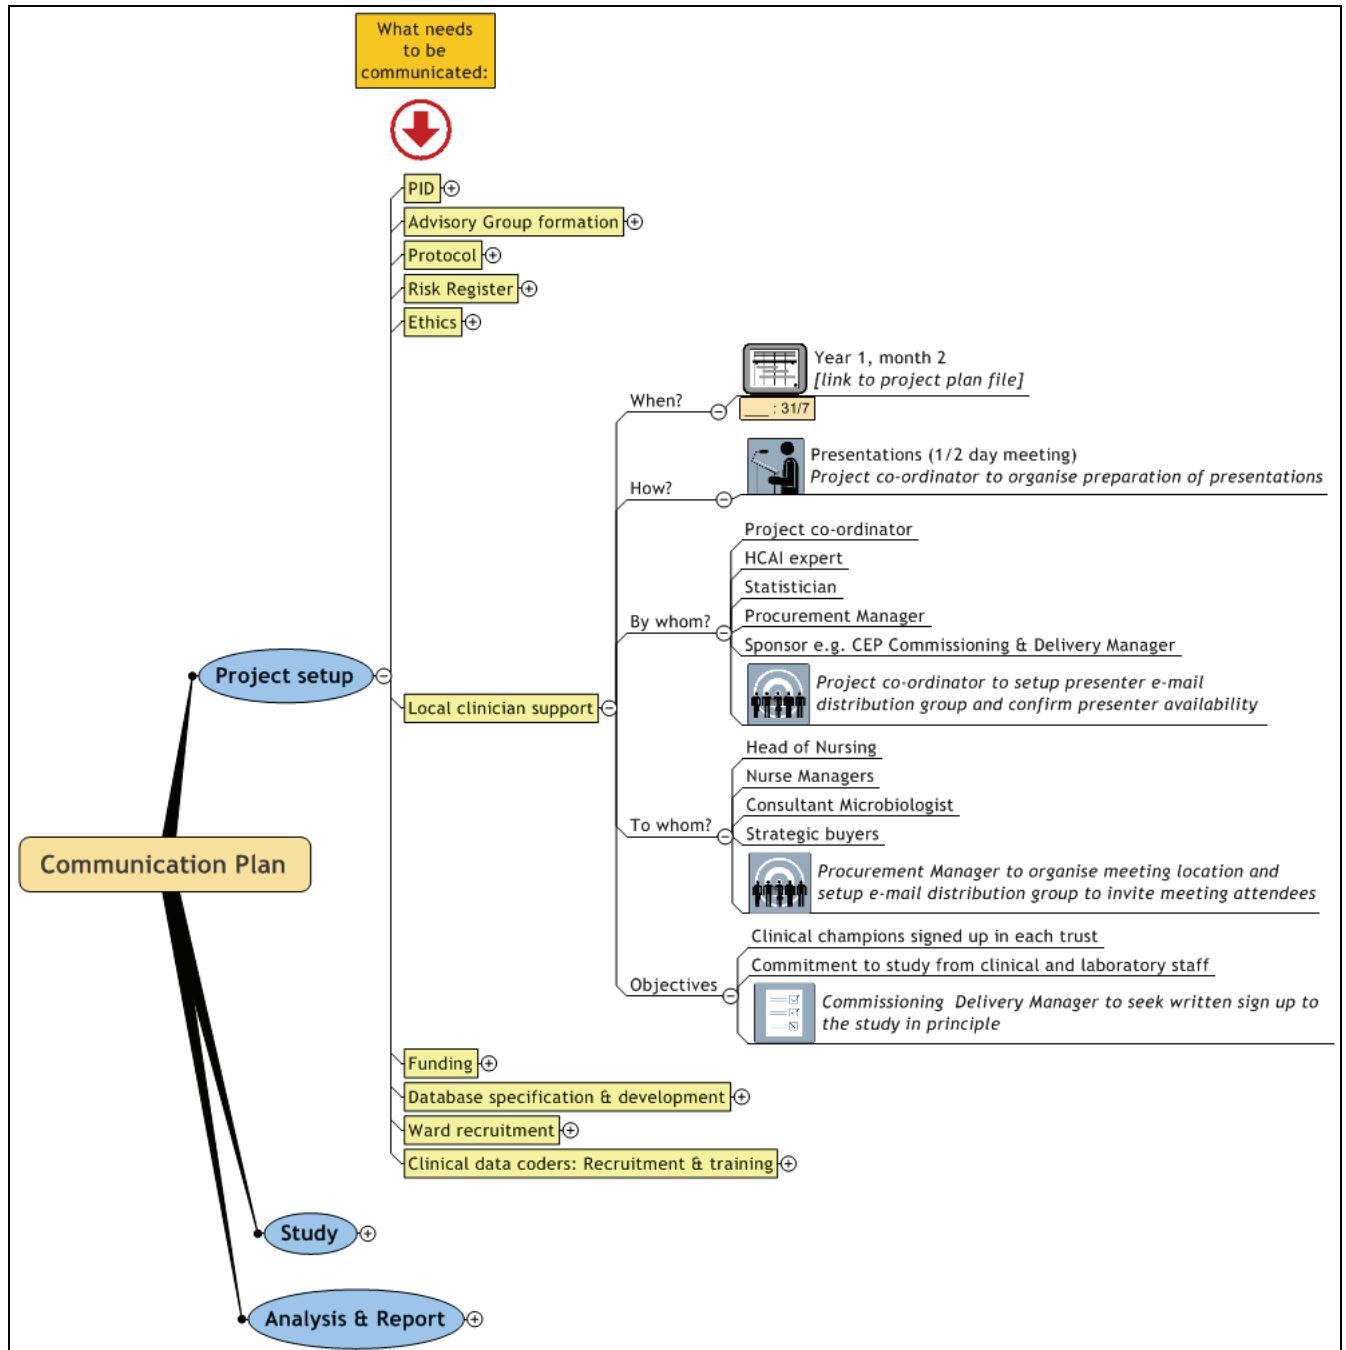 What needs
to be
communicated:
PID
Advisory Group formation
Protocol
Risk Register
Ethics
Year 1, month 2
[link to project plan file]
When?
___ : 31/7
Presentations (1/2 day meeting)
Project co-ordinator to organise preparation of presentations
How?
Project co-ordinator
HCAI expert
Statistician
Procurement Manager
By whom?
Sponsor e.g. CEP Commissioning & Delivery Manager
Project co-ordinator to setup presenter e-mail
distribution group and confirm presenter availability
Project setup
Local clinician support
Head of Nursing
Nurse Managers
Consultant Microbiologist
To whom?
Strategic buyers
Procurement Manager to organise meeting location and
setup e-mail distribution group to invite meeting attendees
Communication Plan
Clinical champions signed up in each trust
Commitment to study from clinical and laboratory staff
Objectives
Commissioning Delivery Manager to seek written sign up to
the study in principle
Funding
Database specification & development
Ward recruitment
Clinical data coders: Recruitment & training
Study
Analysis & Report